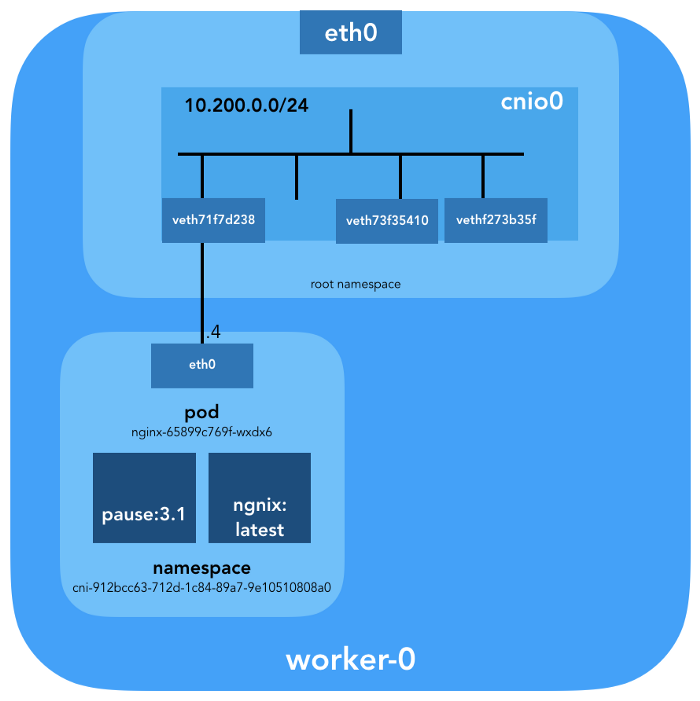 eth0
10.200.0.0/24
cnio0
veth71f7d238
veth73f35410
vethf273b35f
root namespace
.4
eth0
pod
nginx-65899c769f-wxdx6
pause:3.1
ngnix:
latest
namespace
cni-912bcc63-712d-1c84-89a7-9e10510808a0
worker-0